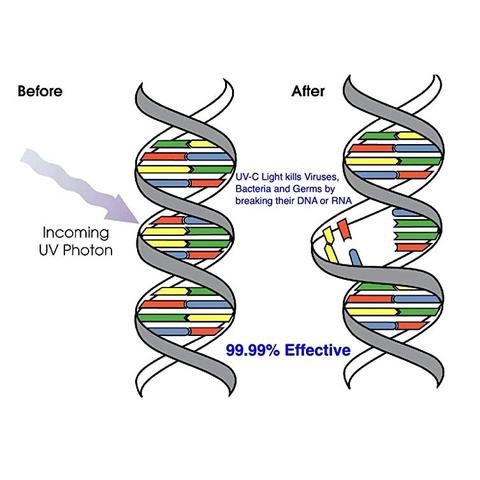 Before
After
UV-C Light kills Viruses,
Bacteria and Germs by
breaking their DNA or RNA
Incoming
UV Photon
99.99% Effective